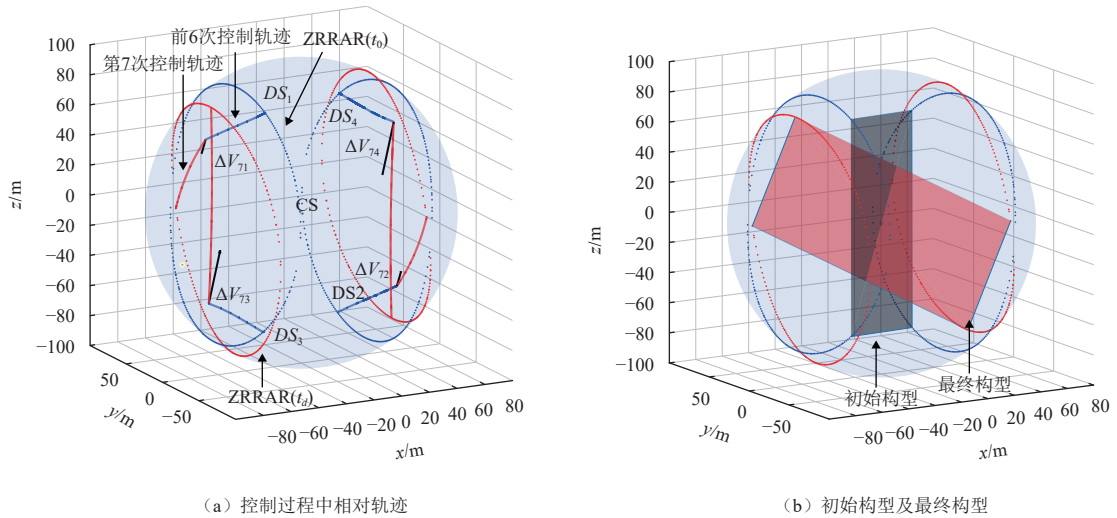 前6次控制轨迹
ZRRAR(t₀)
第7次控制轨迹
DS₁
DS₄
ΔV₇₁
ΔV₇₄
CS
ΔV₇₃
ΔV₇₂
DS2
DS₃
ZRRAR(t_d)
z/m
100
80
60
40
20
0
−20
−40
−60
−80
−100
50
0
−50
y/m
−80
−60
−40
−20
0
20
40
60
80
x/m
(a) 控制过程中相对轨迹
z/m
100
80
60
40
20
0
−20
−40
−60
−80
−100
50
0
−50
y/m
−80
−60
−40
−20
0
20
40
60
80
x/m
初始构型
最终构型
(b) 初始构型及最终构型